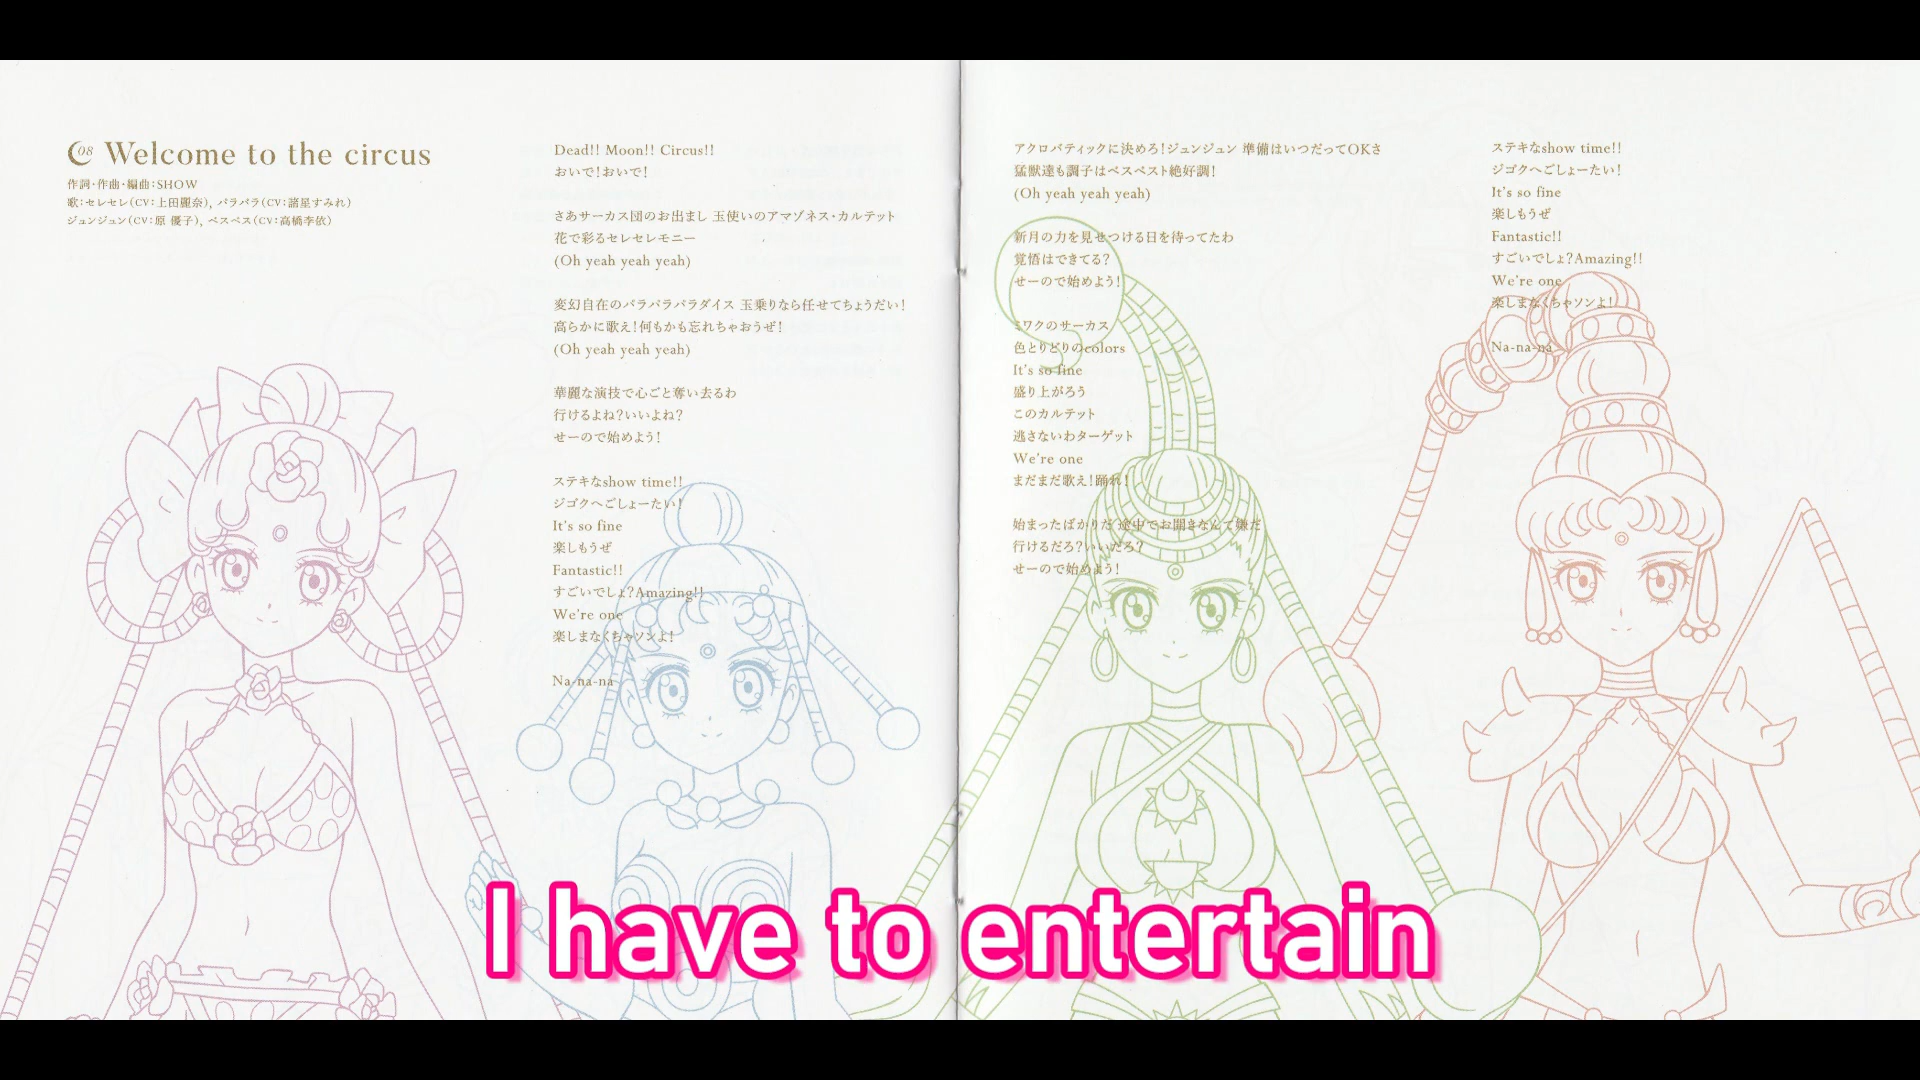 08 Welcome to the circus
作詞・作曲・編曲：SHOW
歌：セレセレ（CV：上田麗奈）, パラパラ（CV：諸星すみれ）
ジュンジュン（CV：原 優子）, ベスベス（CV：高橋李依）
Dead!! Moon!! Circus!!
おいで！おいで！
さあサーカス団のお出まし 玉使いのアマゾネス・カルテット
花で彩るセレセレモニー
(Oh yeah yeah yeah)
変幻自在のパラパラパラダイス 玉乗りなら任せてちょうだい！
高らかに歌え！何もかも忘れちゃおうぜ！
(Oh yeah yeah yeah)
華麗な演技で心ごと奪い去るわ
行けるよね？いいよね？
せーので始めよう！
ステキなshow time!!
ジゴクへごしょーたい！
It's so fine
楽しもうぜ
Fantastic!!
すごいでしょ？Amazing!!
We're one
楽しまなくちゃソンよ！
Na-na-na
アクロバティックに決めろ！ジュンジュン 準備はいつだってOKさ
猛獣達も調子はベスベスト絶好調！
(Oh yeah yeah yeah)
新月の力を見せつける日を待ってたわ
覚悟はできてる？
せーので始めよう！
ミワクのサーカス
色とりどりのcolors
It's so fine
盛り上がろう
このカルテット
逃さないわターゲット
We're one
まだまだ歌え！踊れ！
始まったばかりだ 途中でお開きなんて嫌だ
行けるだろ？いいだろ？
せーので始めよう！
ステキなshow time!!
ジゴクへごしょーたい！
It's so fine
楽しもうぜ
Fantastic!!
すごいでしょ？Amazing!!
We're one
楽しまなくちゃソンよ！
Na-na-na
I have to entertain